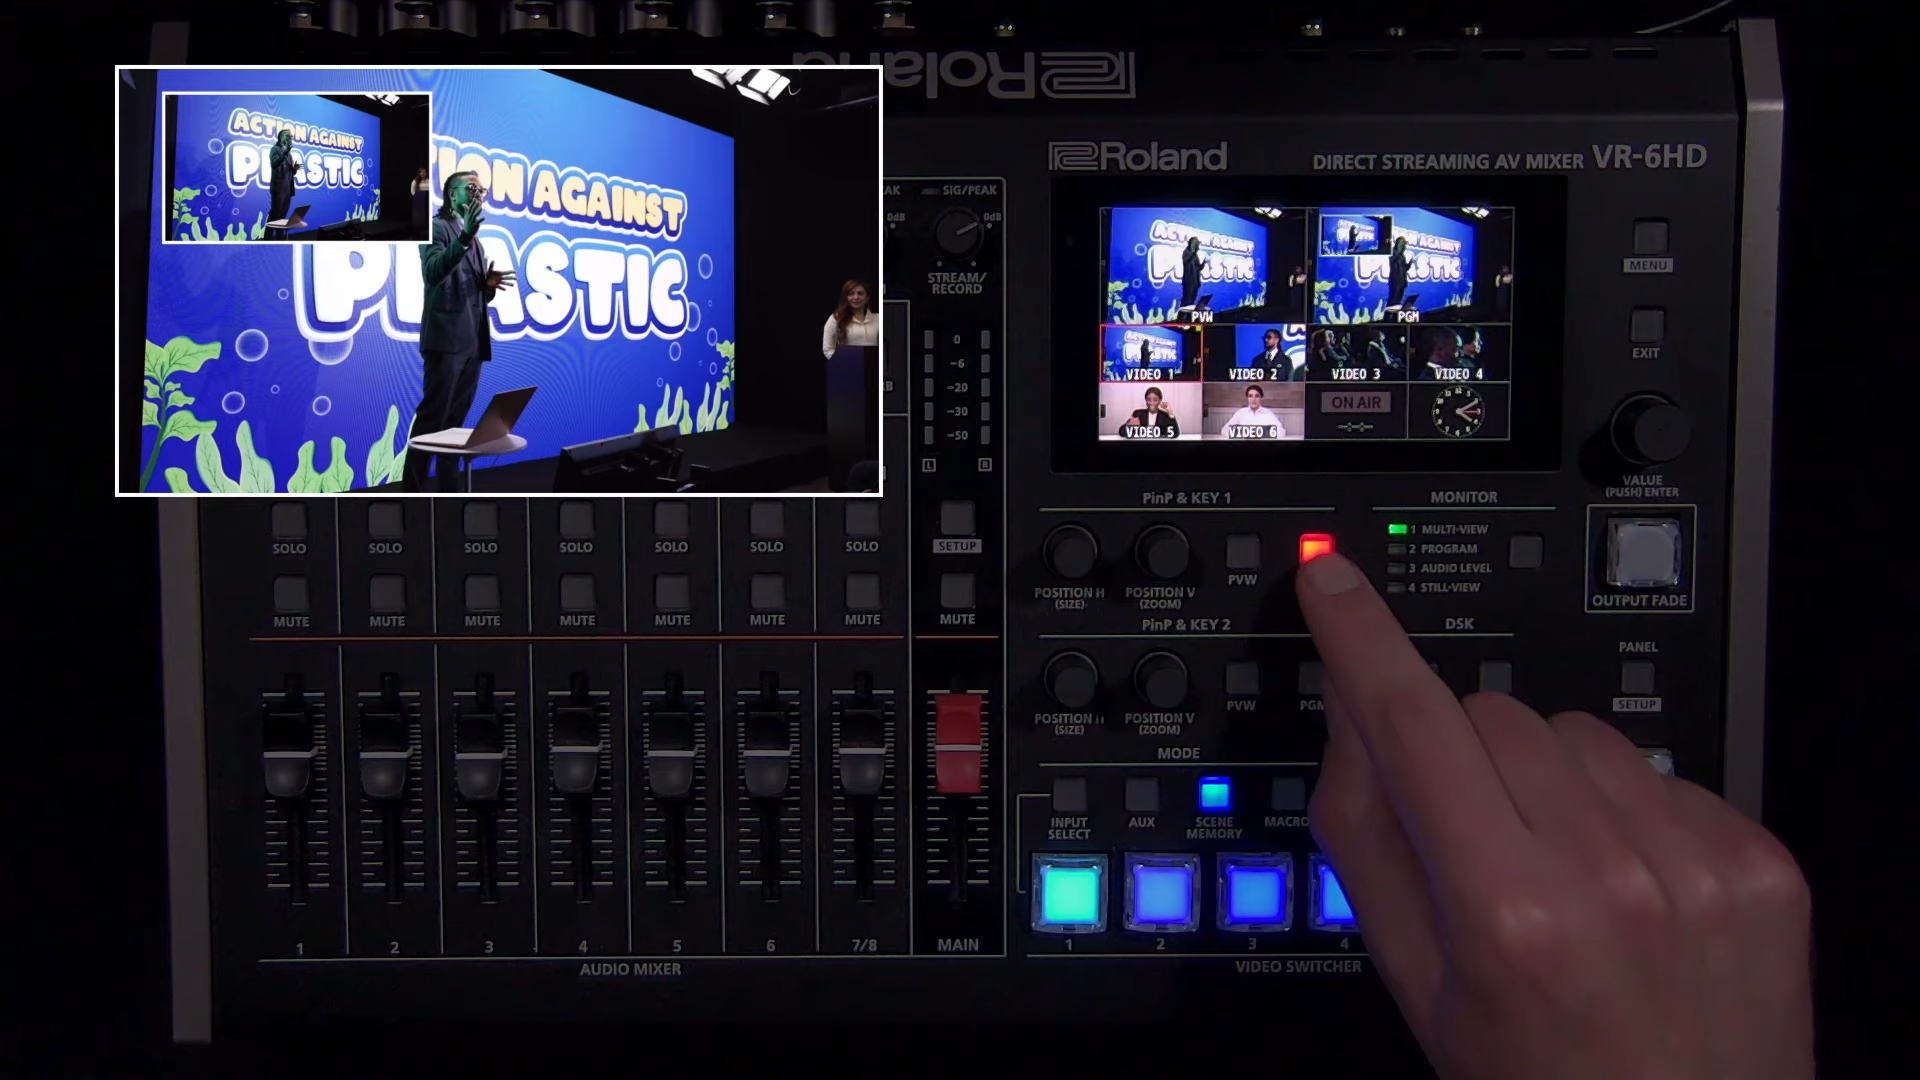 Roland
ACTION AGAINST
PLASTIC
ACTION AGAINST
PLASTIC
Roland
DIRECT STREAMING AV MIXER VR-6HD
SIG/PEAK
0dB
0dB
STREAM/
RECORD
0
-6
-20
-30
-50
L
R
PVW
PGM
VIDEO 1
VIDEO 2
VIDEO 3
VIDEO 4
VIDEO 5
VIDEO 6
ON AIR
MENU
EXIT
VALUE
(PUSH) ENTER
PinP & KEY 1
MONITOR
1 MULTI-VIEW
2 PROGRAM
3 AUDIO LEVEL
4 STILL-VIEW
POSITION H
(SIZE)
POSITION V
(ZOOM)
PVW
OUTPUT FADE
PinP & KEY 2
DSK
PANEL
SETUP
POSITION H
(SIZE)
POSITION V
(ZOOM)
PVW
PGM
SOLO
SOLO
SOLO
SOLO
SOLO
SOLO
SOLO
SETUP
MUTE
MUTE
MUTE
MUTE
MUTE
MUTE
MUTE
MUTE
MODE
INPUT
SELECT
AUX
SCENE
MEMORY
MACRO
1
2
3
4
5
6
7/8
MAIN
AUDIO MIXER
1
2
3
4
VIDEO SWITCHER